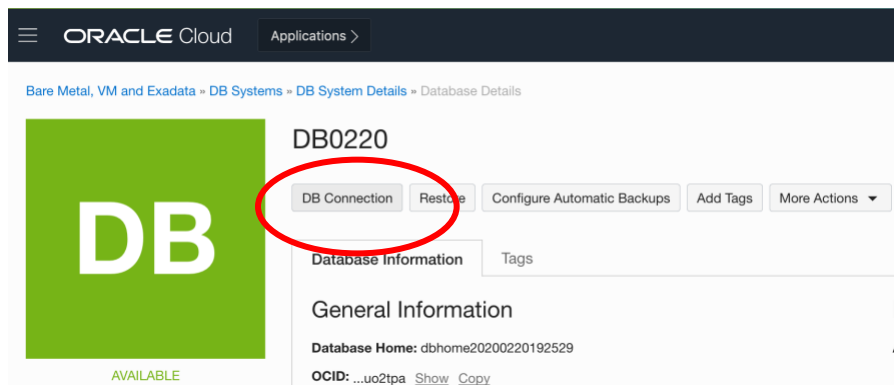 ORACLE Cloud Applications >
Bare Metal, VM and Exadata » DB Systems » DB System Details » Database Details
DB
DB0220
DB Connection Restore Configure Automatic Backups Add Tags More Actions
Database Information Tags
General Information
Database Home: dbhome20200220192529
AVAILABLE
OCID: ...uo2tpa Show Copy